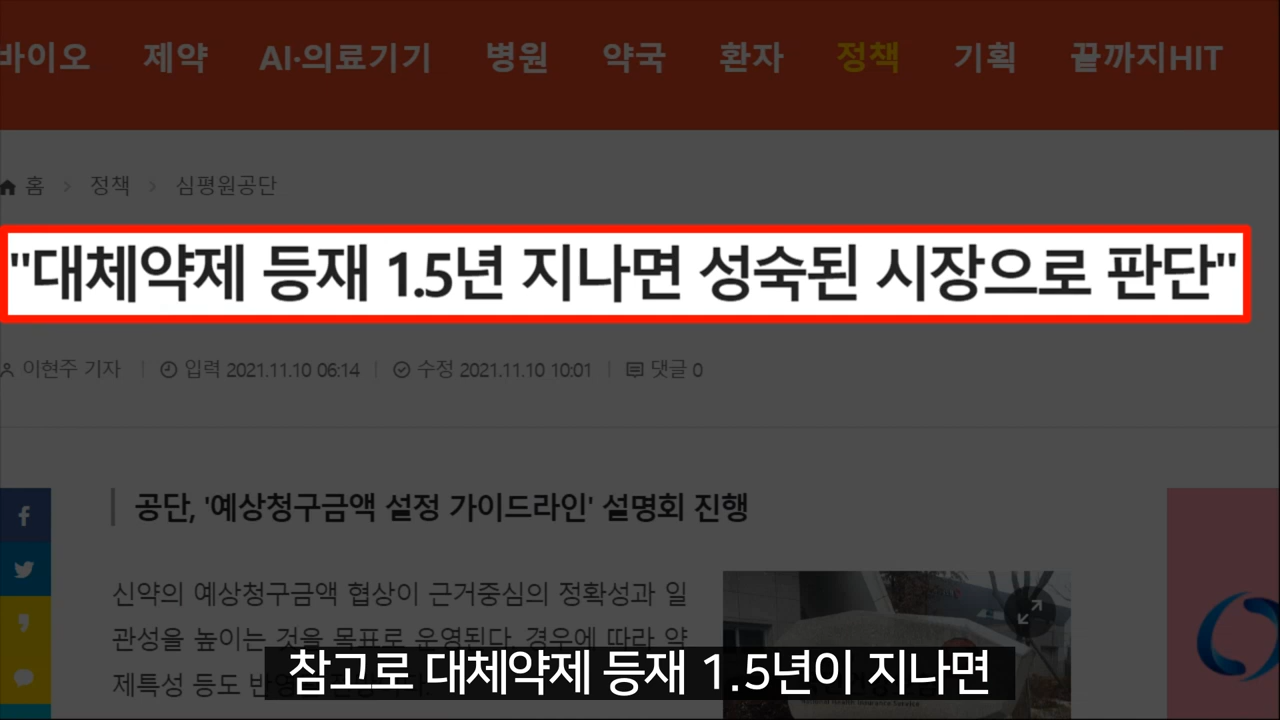 바이오 제약 AI·의료기기 병원 약국 환자 정책 기획 끝까지HIT
홈 > 정책 > 심평원공단
"대체약제 등재 1.5년 지나면 성숙된 시장으로 판단"
이현주 기자 | 입력 2021.11.10 06:14 | 수정 2021.11.10 10:01 | 댓글 0
공단, '예상청구금액 설정 가이드라인' 설명회 진행
신약의 예상청구금액 협상이 근거중심의 정확성과 일
관성을 높이는 것을 목표로 운영된다. 경우에 따라 약
제특성 등도
참고로 대체약제 등재 1.5년이 지나면